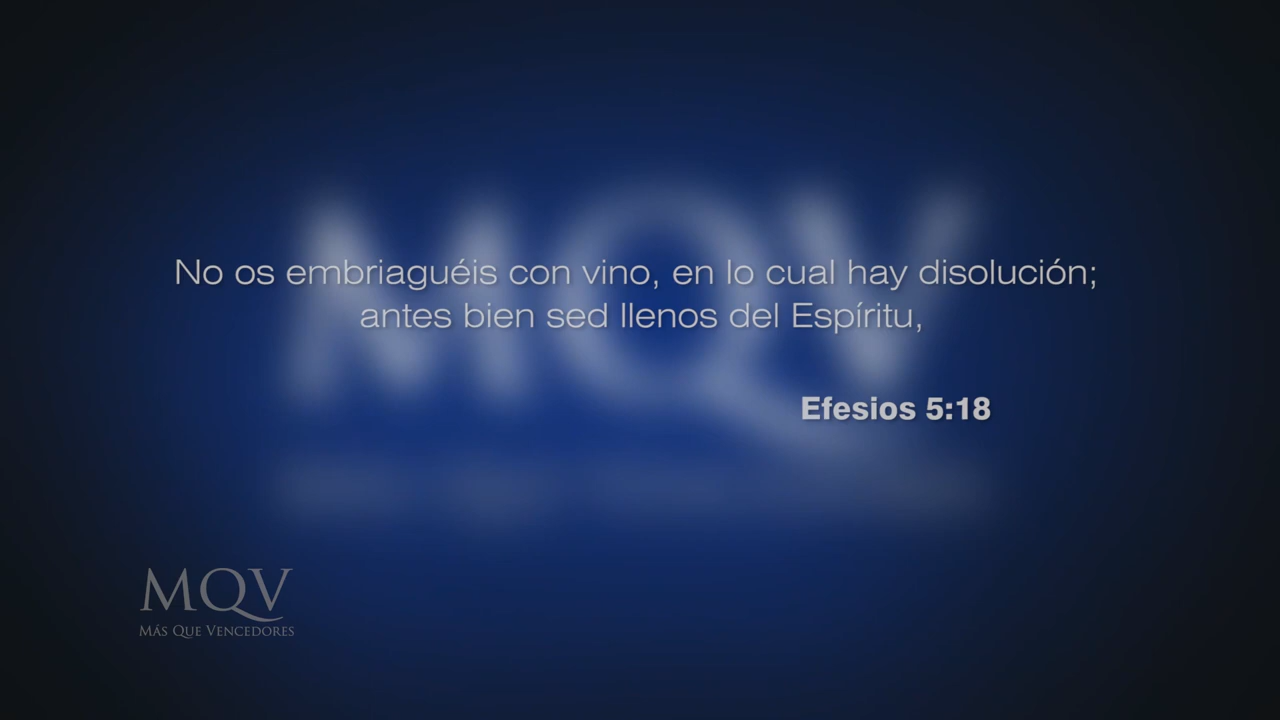 No os embriaguéis con vino, en lo cual hay disolución;
antes bien sed llenos del Espíritu,
Efesios 5:18
MQV
MQV
MÁS QUE VENCEDORES